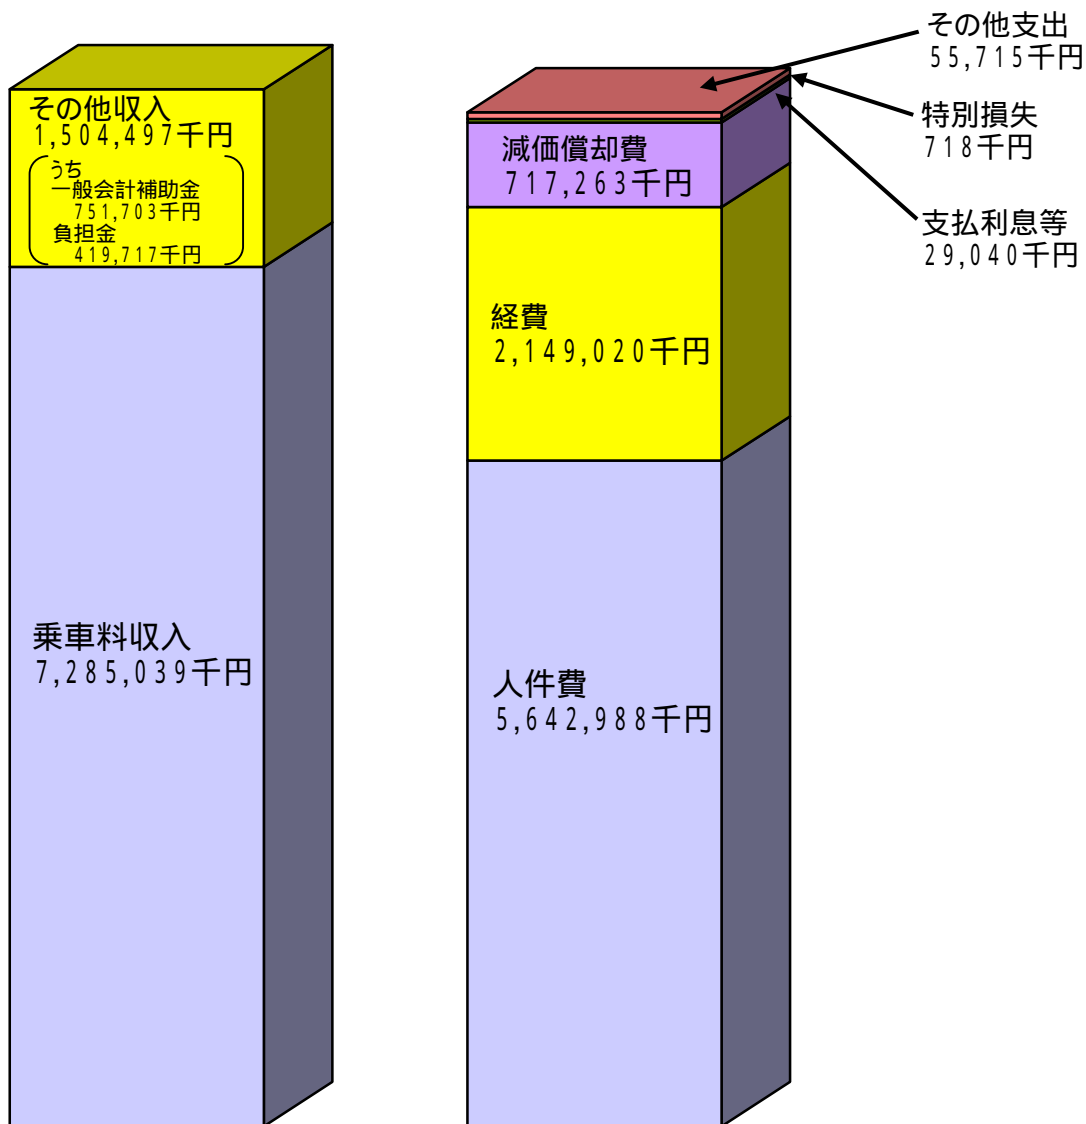 その他収入
1,504,497千円
うち
一般会計補助金
751,703千円
負担金
419,717千円
乗車料収入
7,285,039千円
その他支出
55,715千円
特別損失
718千円
支払利息等
29,040千円
減価償却費
717,263千円
経費
2,149,020千円
人件費
5,642,988千円